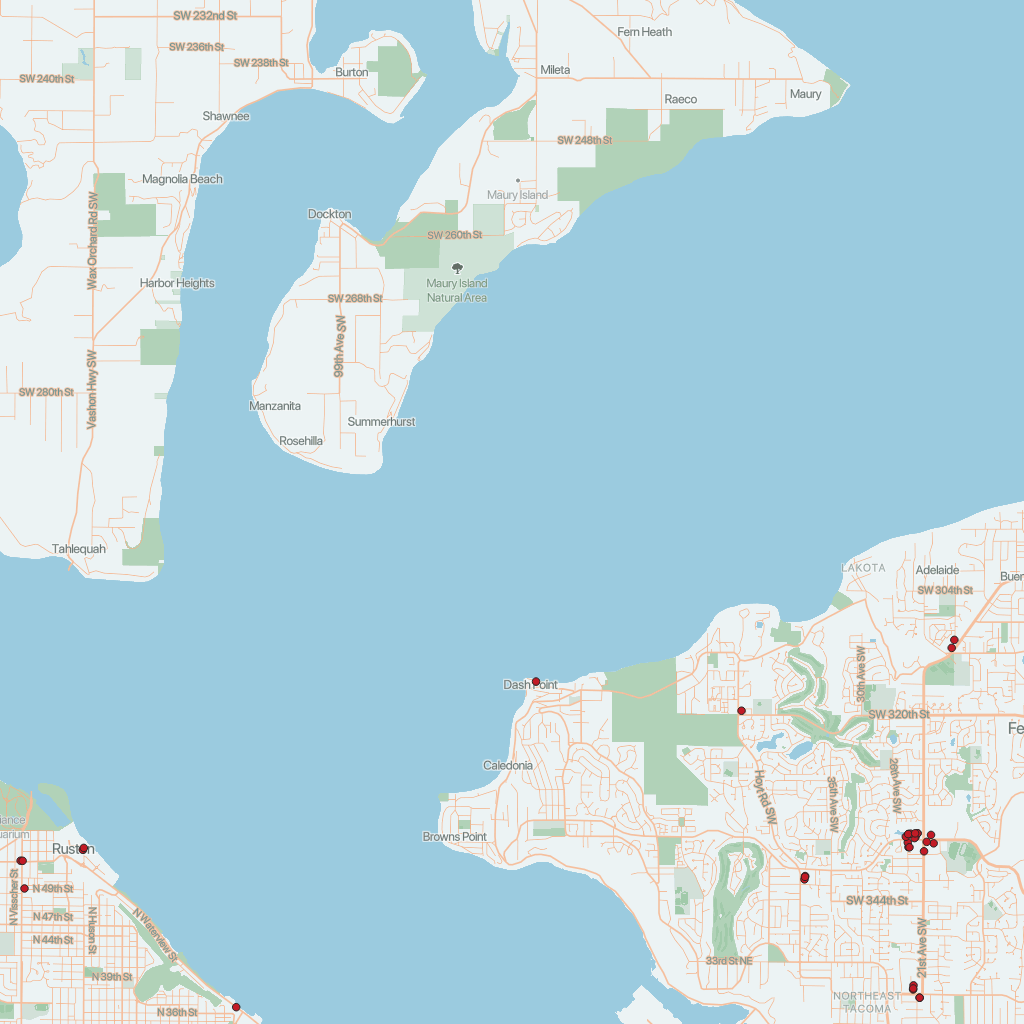 SW 232nd St
Fern Heath
SW 236th St
SW 238th St
Burton
Mileta
SW 240th St
Maury
Raeco
Shawnee
SW 248th St
Magnolia Beach
Maury Island
Wax Orchard Rd SW
Dockton
SW 260th St
Harbor Heights
Maury Island
Natural Area
SW 268th St
99th Ave SW
Vashon Hwy SW
SW 280th St
Manzanita
Summerhurst
Rosehilla
Tahlequah
LAKOTA
Adelaide
SW 304th St
30th Ave SW
Dash Point
SW 320th St
Caledonia
Hoyt Rd SW
35th Ave SW
26th Ave SW
Browns Point
Ruston
N Visscher St
N 49th St
SW 344th St
N 47th St
N Huson St
N Waterview St
N 44th St
21st Ave SW
33rd St NE
N 39th St
NORTHEAST
TACOMA
N 36th St